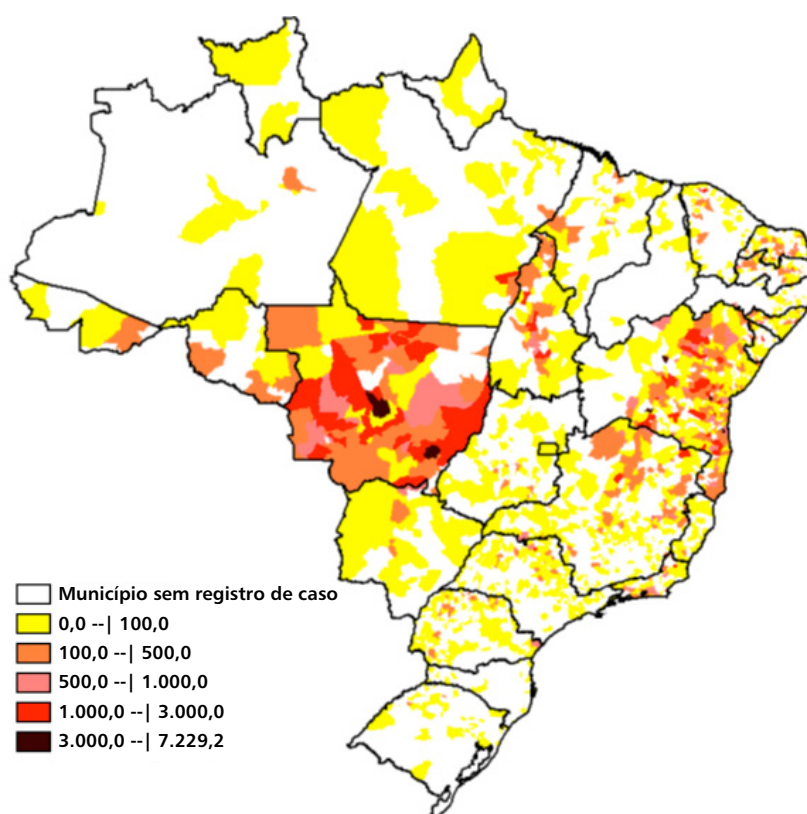 Município sem registro de caso
0,0 --| 100,0
100,0 --| 500,0
500,0 --| 1.000,0
1.000,0 --| 3.000,0
3.000,0 --| 7.229,2